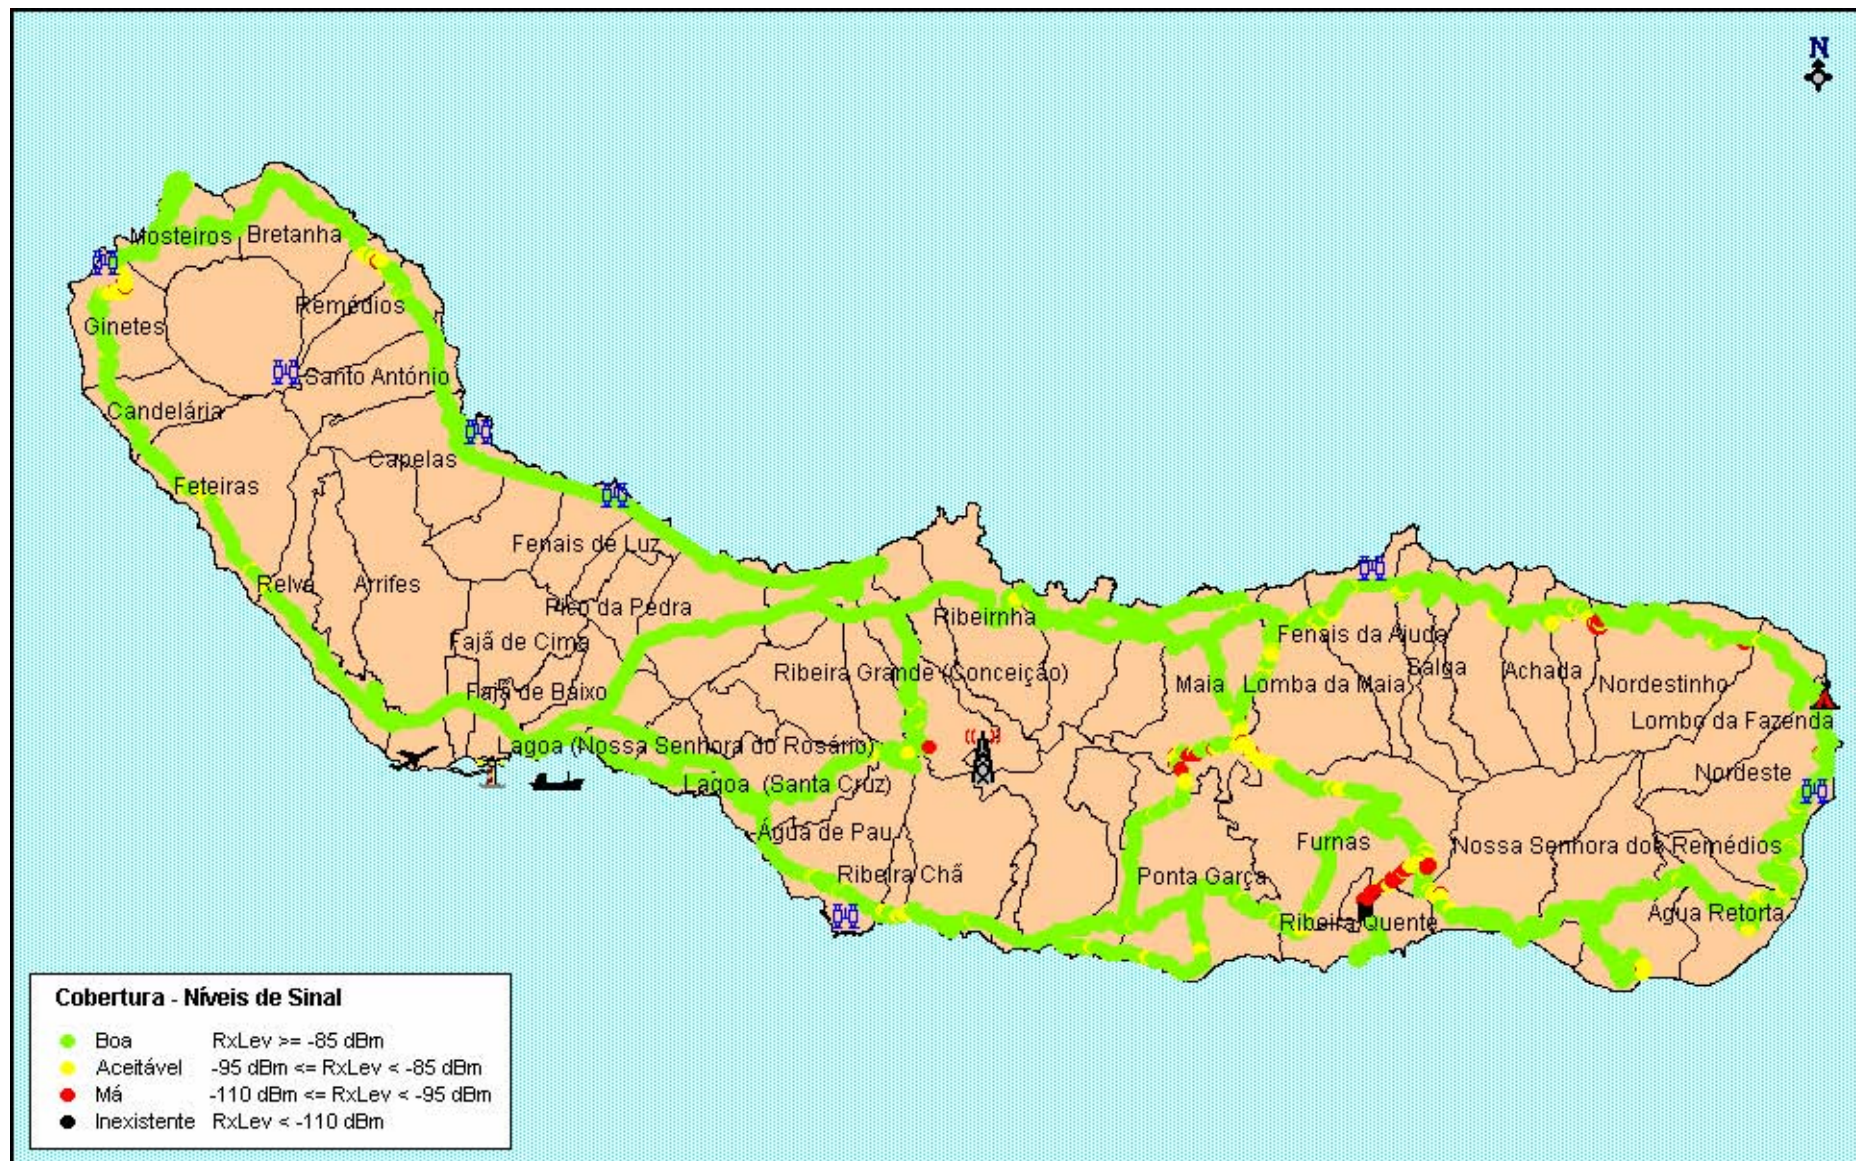 N
Mosteiros
Bretanha
Remédios
Ginetes
Santo António
Candelária
Capelas
Feteiras
Fenais de Luz
Relva
Arrifes
Pico da Pedra
Ribeirnha
Fajã de Cima
Fenais da Ajuda
Salga
Achada
Ribeira Grande (Conceição)
Maia
Lomba da Maia
Nordestinho
Fajã de Baixo
Lombo da Fazenda
Lagoa (Nossa Senhora do Rosário)
Nordeste
Lagoa (Santa Cruz)
Água de Pau
Furnas
Nossa Senhora dos Remédios
Ribeira Chã
Ponta Garça
Ribeira Quente
Água Retorta
Cobertura - Níveis de Sinal
Boa RxLev >= -85 dBm
Aceitável -95 dBm <= RxLev < -85 dBm
Má -110 dBm <= RxLev < -95 dBm
Inexistente RxLev < -110 dBm